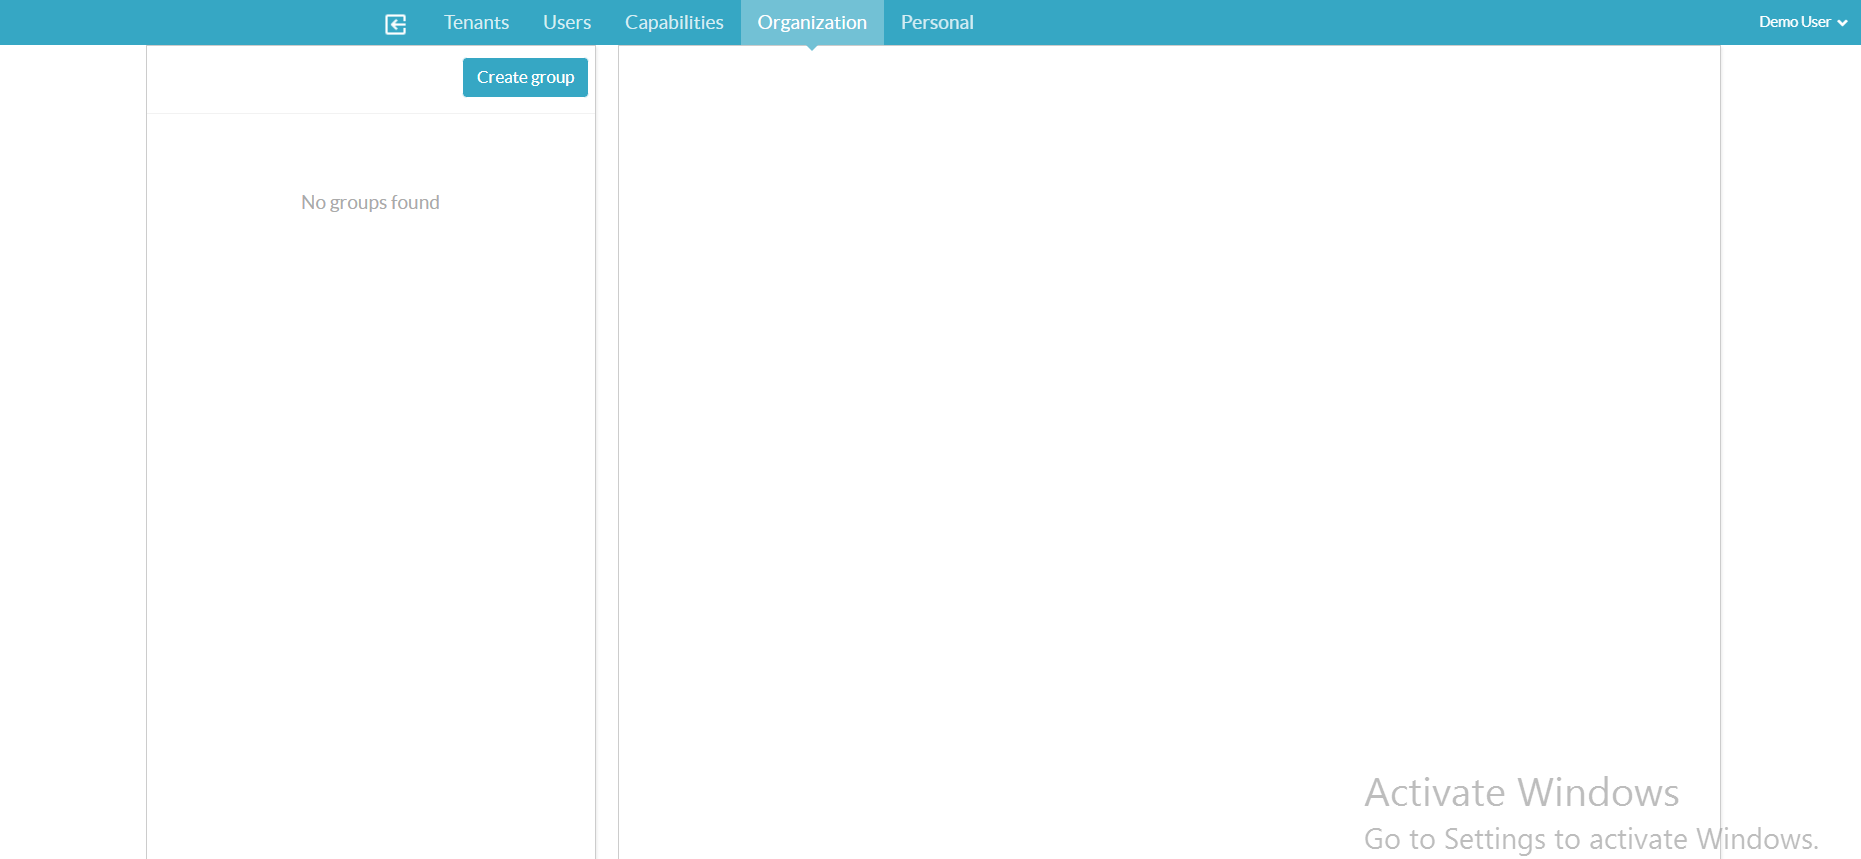 Tenants Users Capabilities Organization Personal Demo User
Create group
No groups found
Activate Windows
Go to Settings to activate Windows.